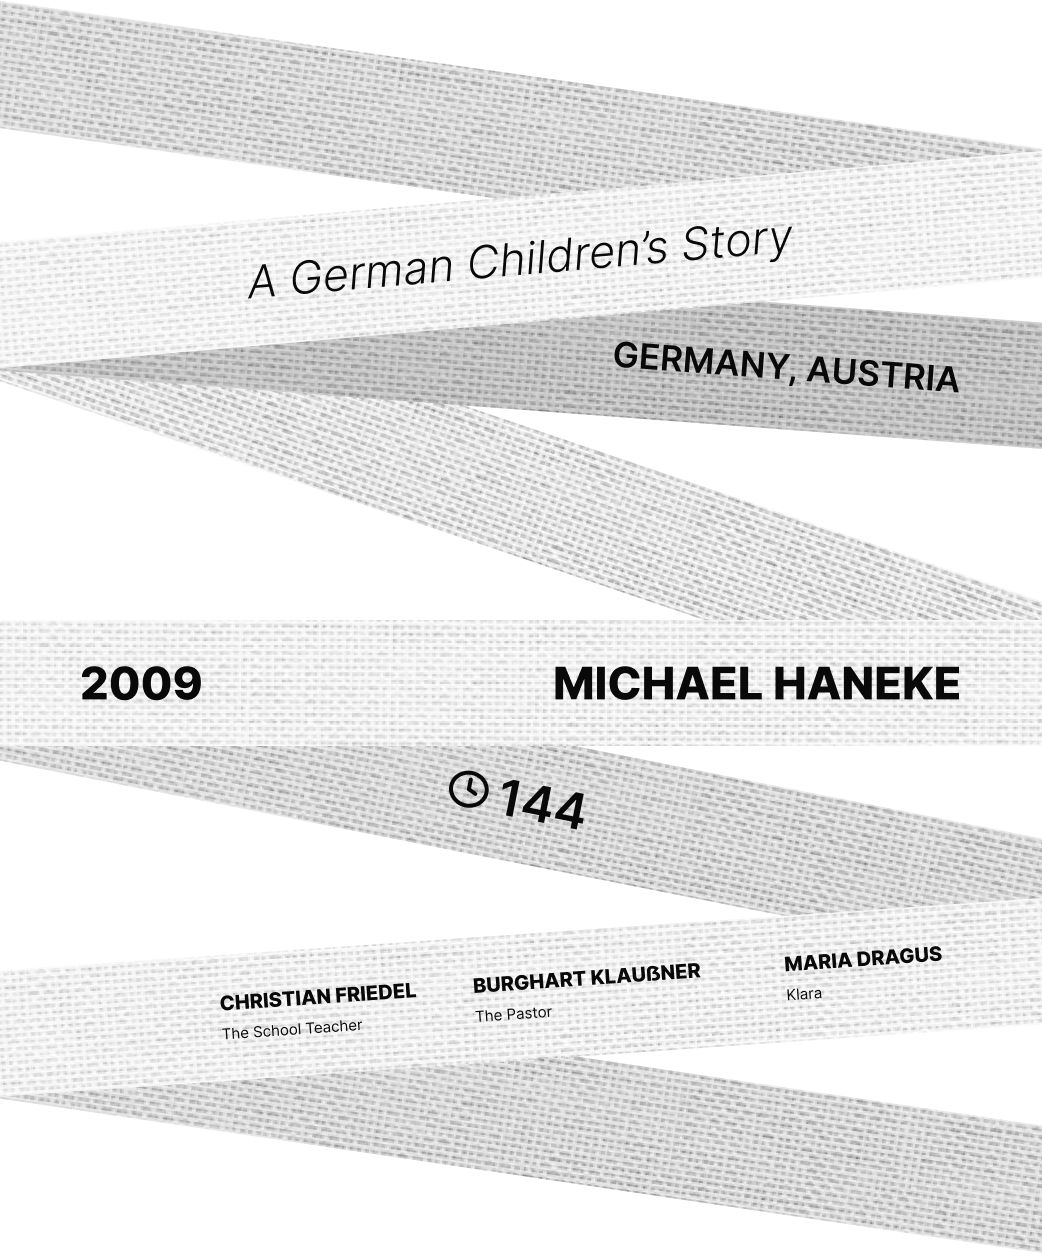 A German Children’s Story
GERMANY, AUSTRIA
2009
MICHAEL HANEKE
144
CHRISTIAN FRIEDEL
The School Teacher
BURGHART KLAUßNER
The Pastor
MARIA DRAGUS
Klara